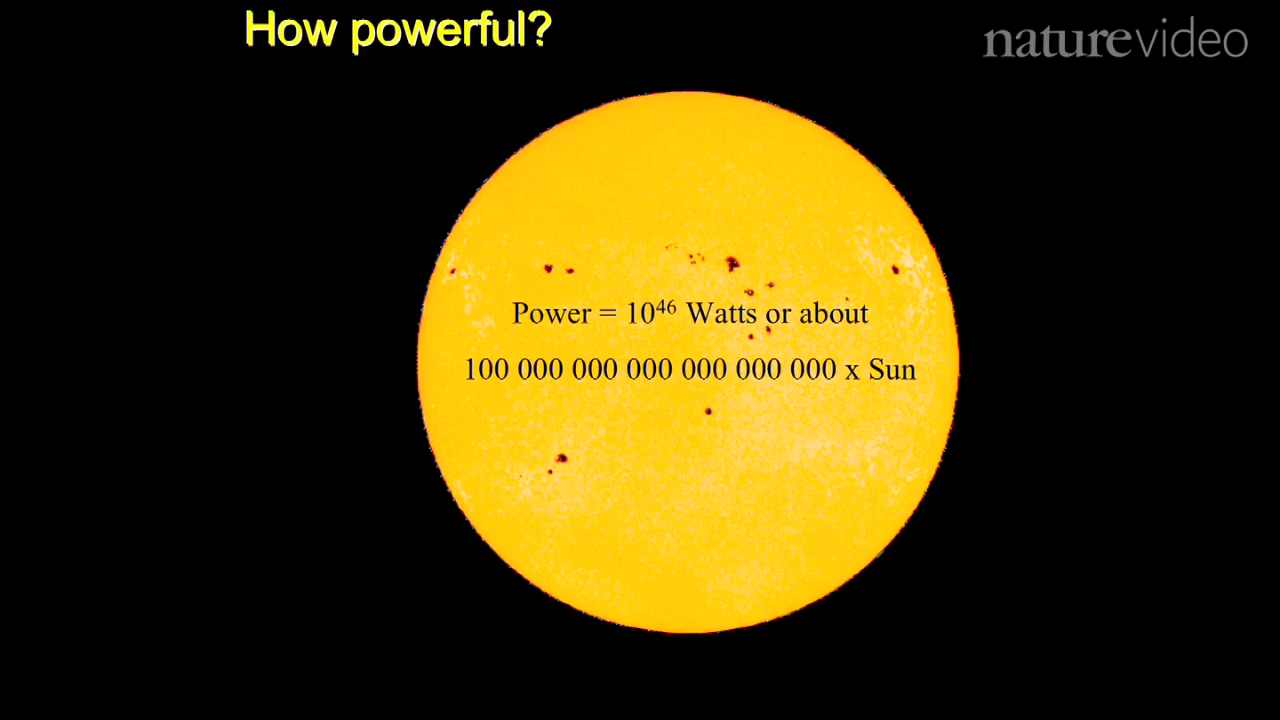 How powerful?
naturevideo
Power = 10⁴⁶ Watts or about
100 000 000 000 000 000 000 x Sun